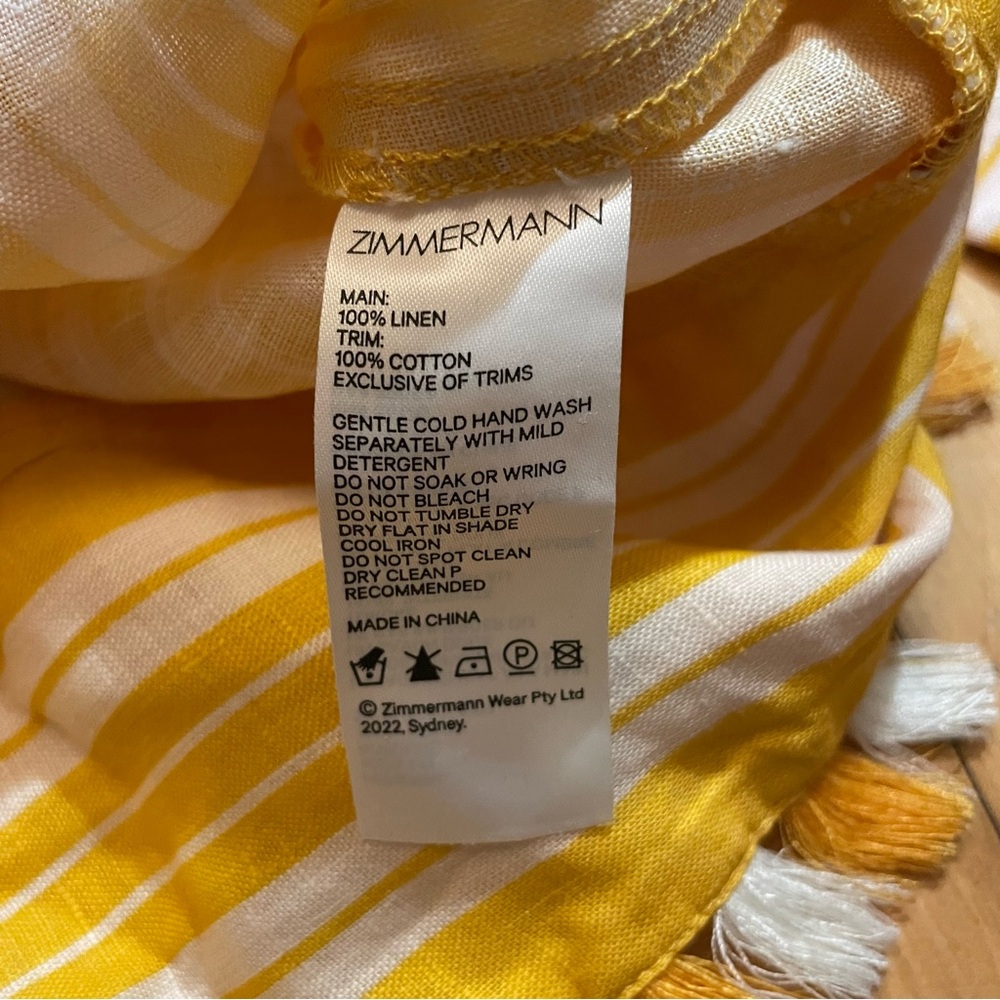 ZIMMERMANN
MAIN:
100% LINEN
TRIM:
100% COTTON
EXCLUSIVE OF TRIMS
GENTLE COLD HAND WASH
SEPARATELY WITH MILD
DETERGENT
DO NOT SOAK OR WRING
DO NOT BLEACH
DO NOT TUMBLE DRY
DRY FLAT IN SHADE
COOL IRON
DO NOT SPOT CLEAN
DRY CLEAN P
RECOMMENDED
MADE IN CHINA
P
© Zimmermann Wear Pty Ltd
2022, Sydney.